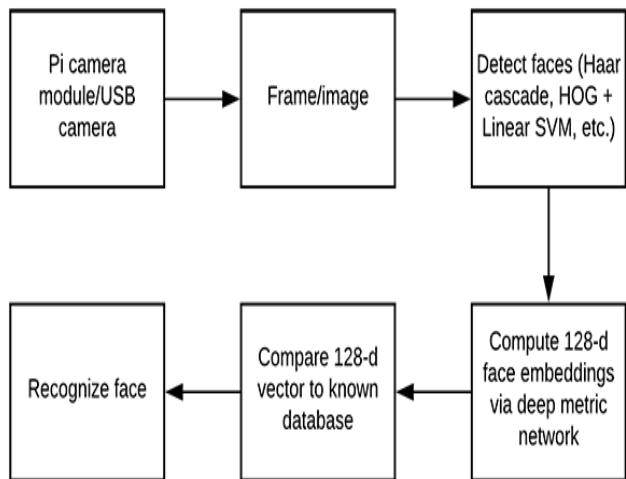 Pi camera
module/USB
camera
Frame/image
Detect faces (Haar
cascade, HOG +
Linear SVM, etc.)
Compute 128-d
face embeddings
via deep metric
network
Compare 128-d
vector to known
database
Recognize face